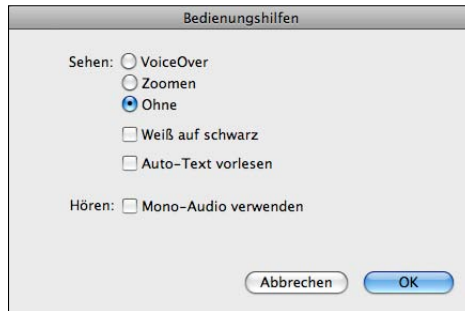 Bedienungshilfen
Sehen: VoiceOver
Zoomen
Ohne
Weiß auf schwarz
Auto-Text vorlesen
Hören: Mono-Audio verwenden
Abbrechen OK